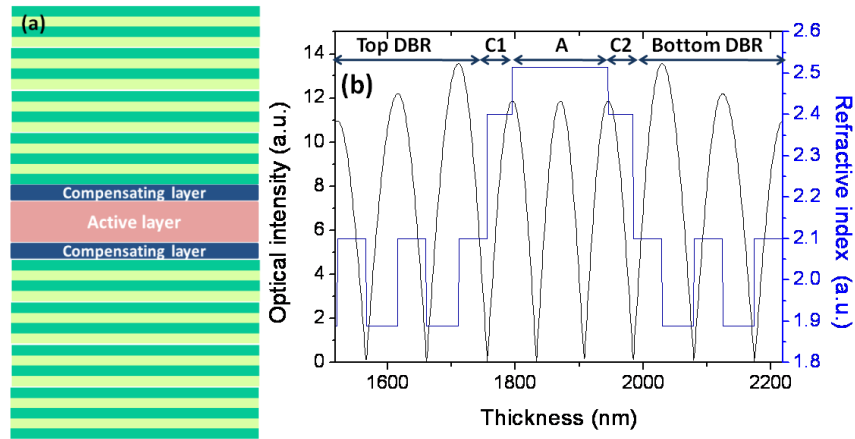 (a)
Compensating layer
Active layer
Compensating layer
(b)
Top DBR C1 A C2 Bottom DBR
Optical intensity (a.u.)
14
12
10
8
6
4
2
0
1600 1800 2000 2200
Thickness (nm)
2.6
2.5
2.4
2.3
2.2
2.1
2.0
1.9
1.8
Refractive index (a.u.)